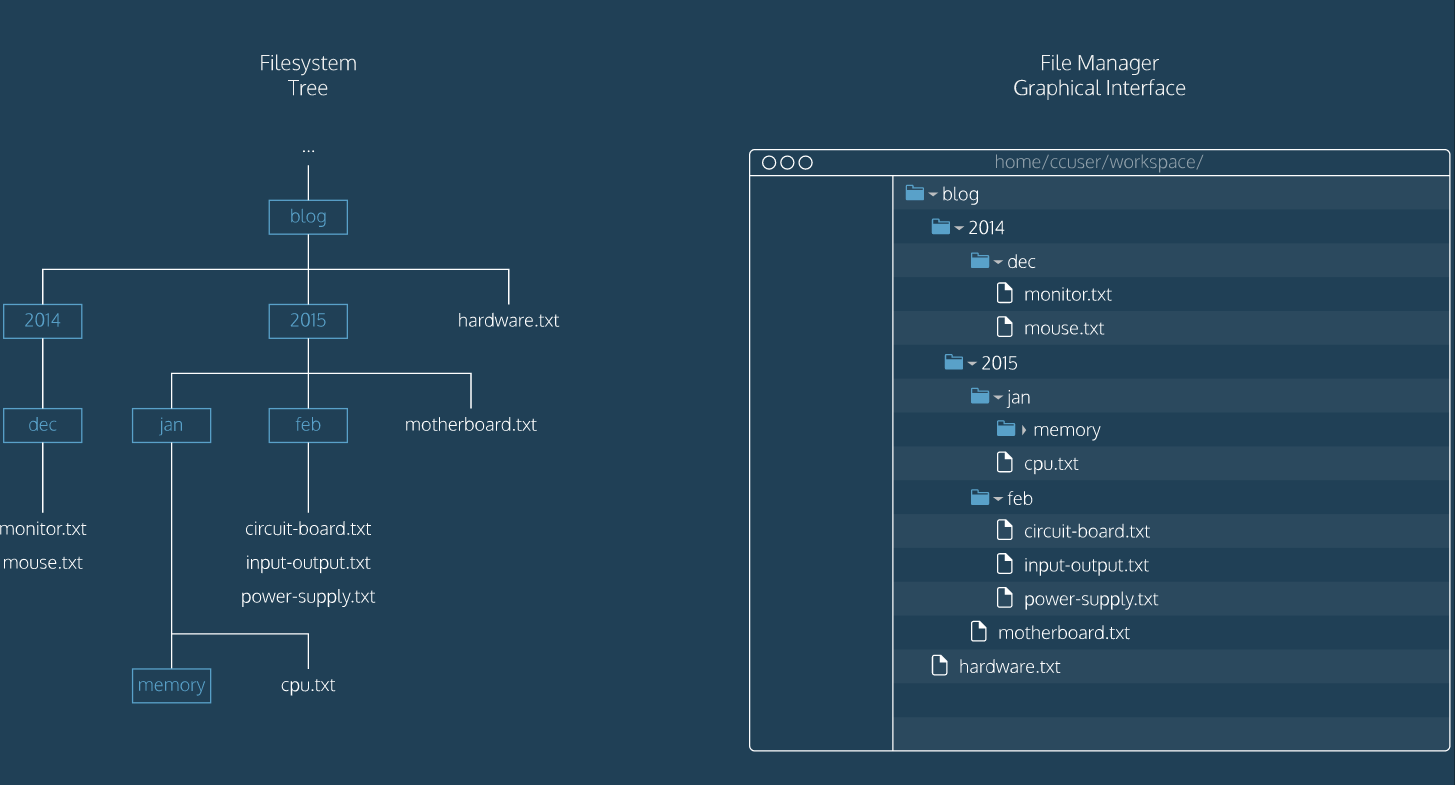 Filesystem
Tree
...
blog
2014
2015
hardware.txt
dec
jan
feb
motherboard.txt
monitor.txt
mouse.txt
circuit-board.txt
input-output.txt
power-supply.txt
memory
cpu.txt
File Manager
Graphical Interface
home/ccuser/workspace/
blog
2014
dec
monitor.txt
mouse.txt
2015
jan
memory
cpu.txt
feb
circuit-board.txt
input-output.txt
power-supply.txt
motherboard.txt
hardware.txt